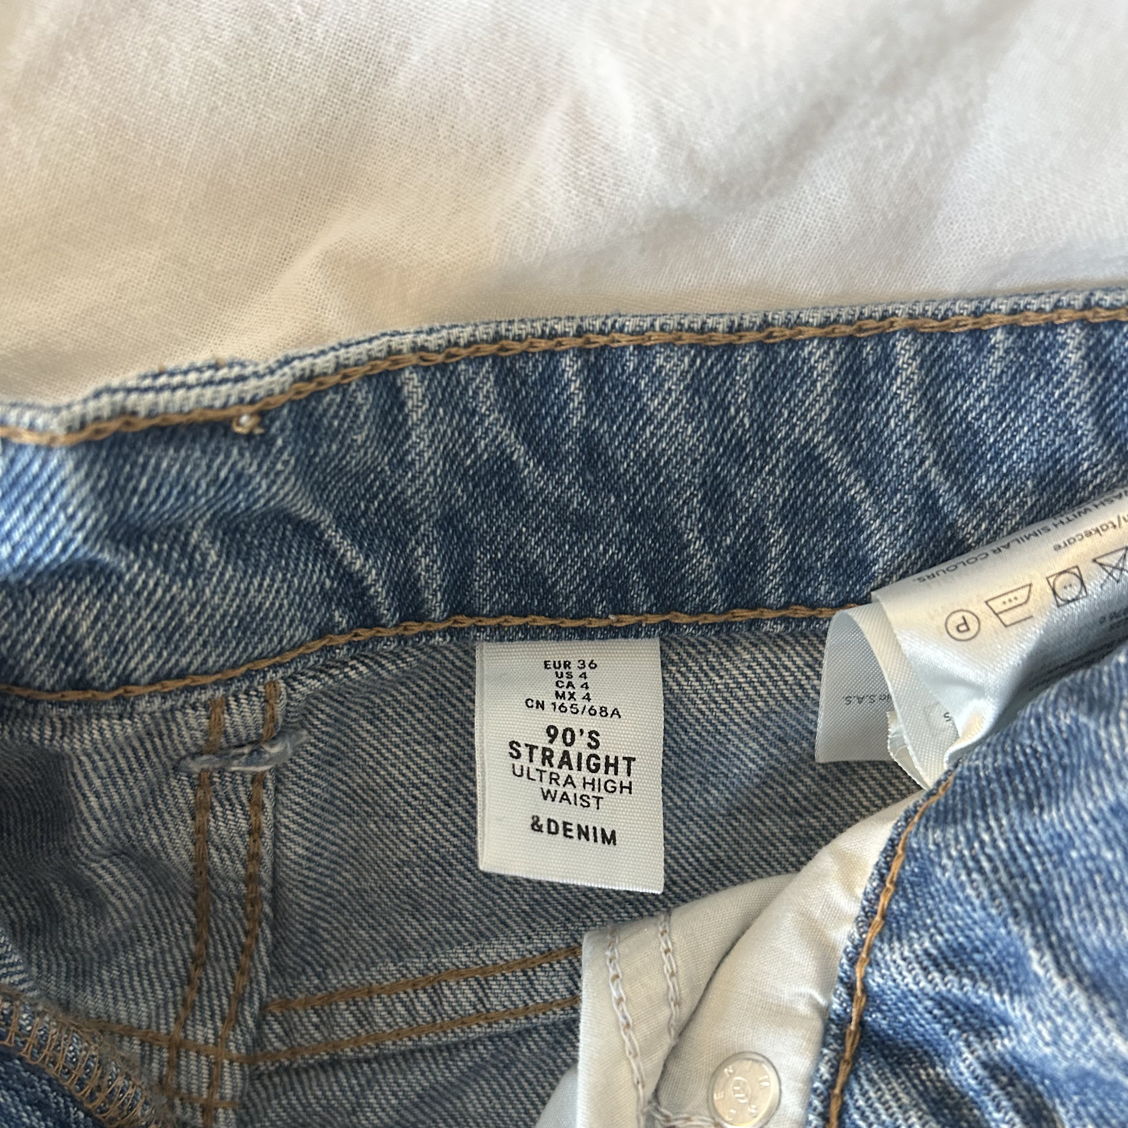 EUR 36
US 4
CA 4
MX 4
CN 165/68A
90'S
STRAIGHT
ULTRA HIGH
WAIST
&DENIM
WASH WITH SIMILAR COLOURS.
/takecare
P
S.A.S.